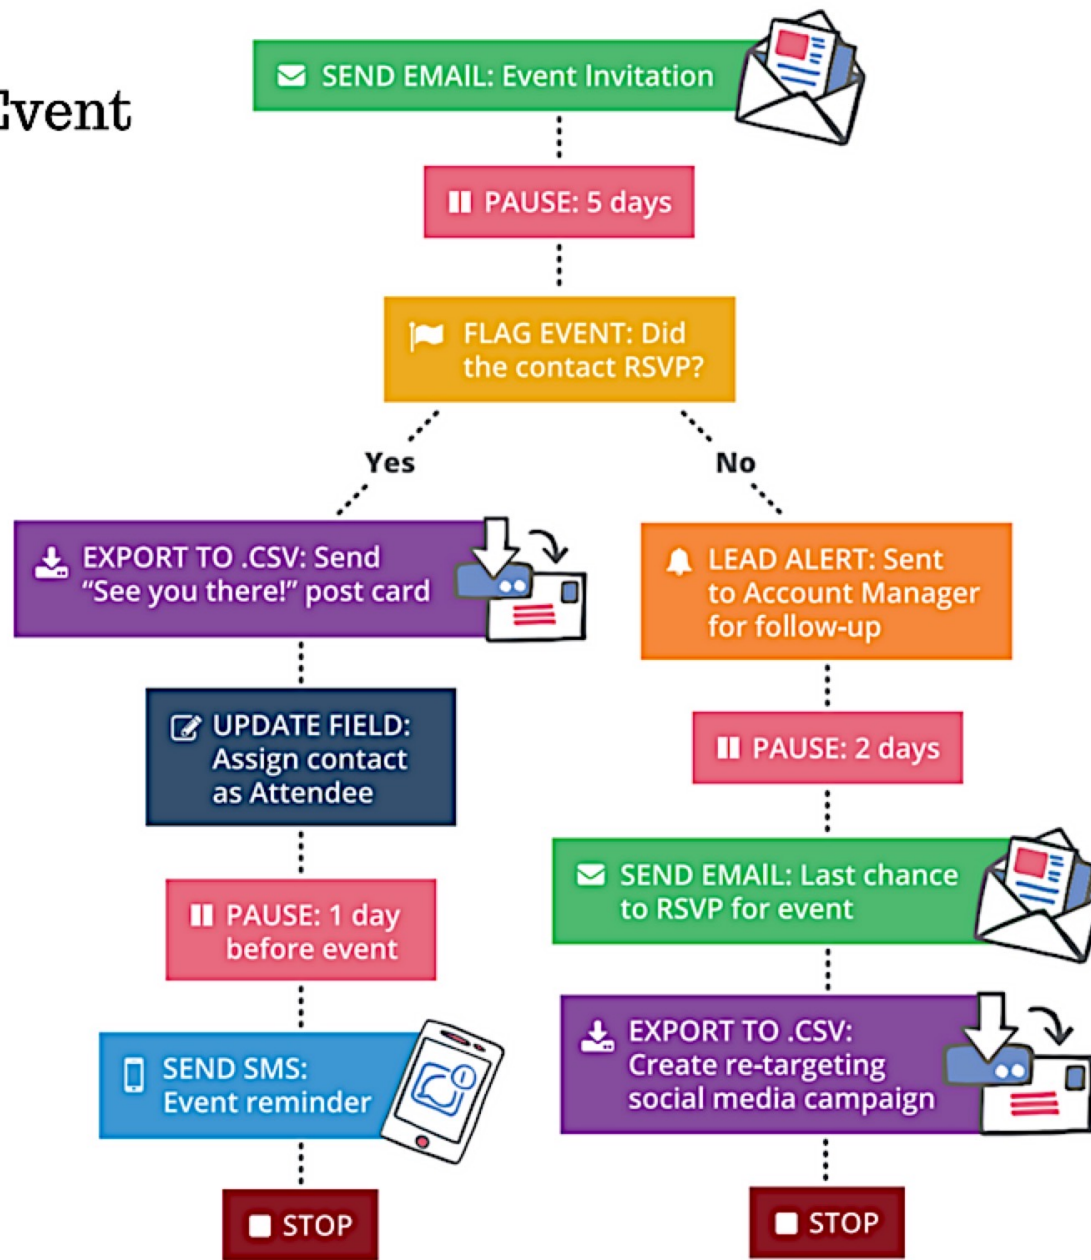 Event
SEND EMAIL: Event Invitation
PAUSE: 5 days
FLAG EVENT: Did
the contact RSVP?
Yes
No
EXPORT TO .CSV: Send
“See you there!” post card
UPDATE FIELD:
Assign contact
as Attendee
PAUSE: 1 day
before event
SEND SMS:
Event reminder
STOP
LEAD ALERT: Sent
to Account Manager
for follow-up
PAUSE: 2 days
SEND EMAIL: Last chance
to RSVP for event
EXPORT TO .CSV:
Create re-targeting
social media campaign
STOP